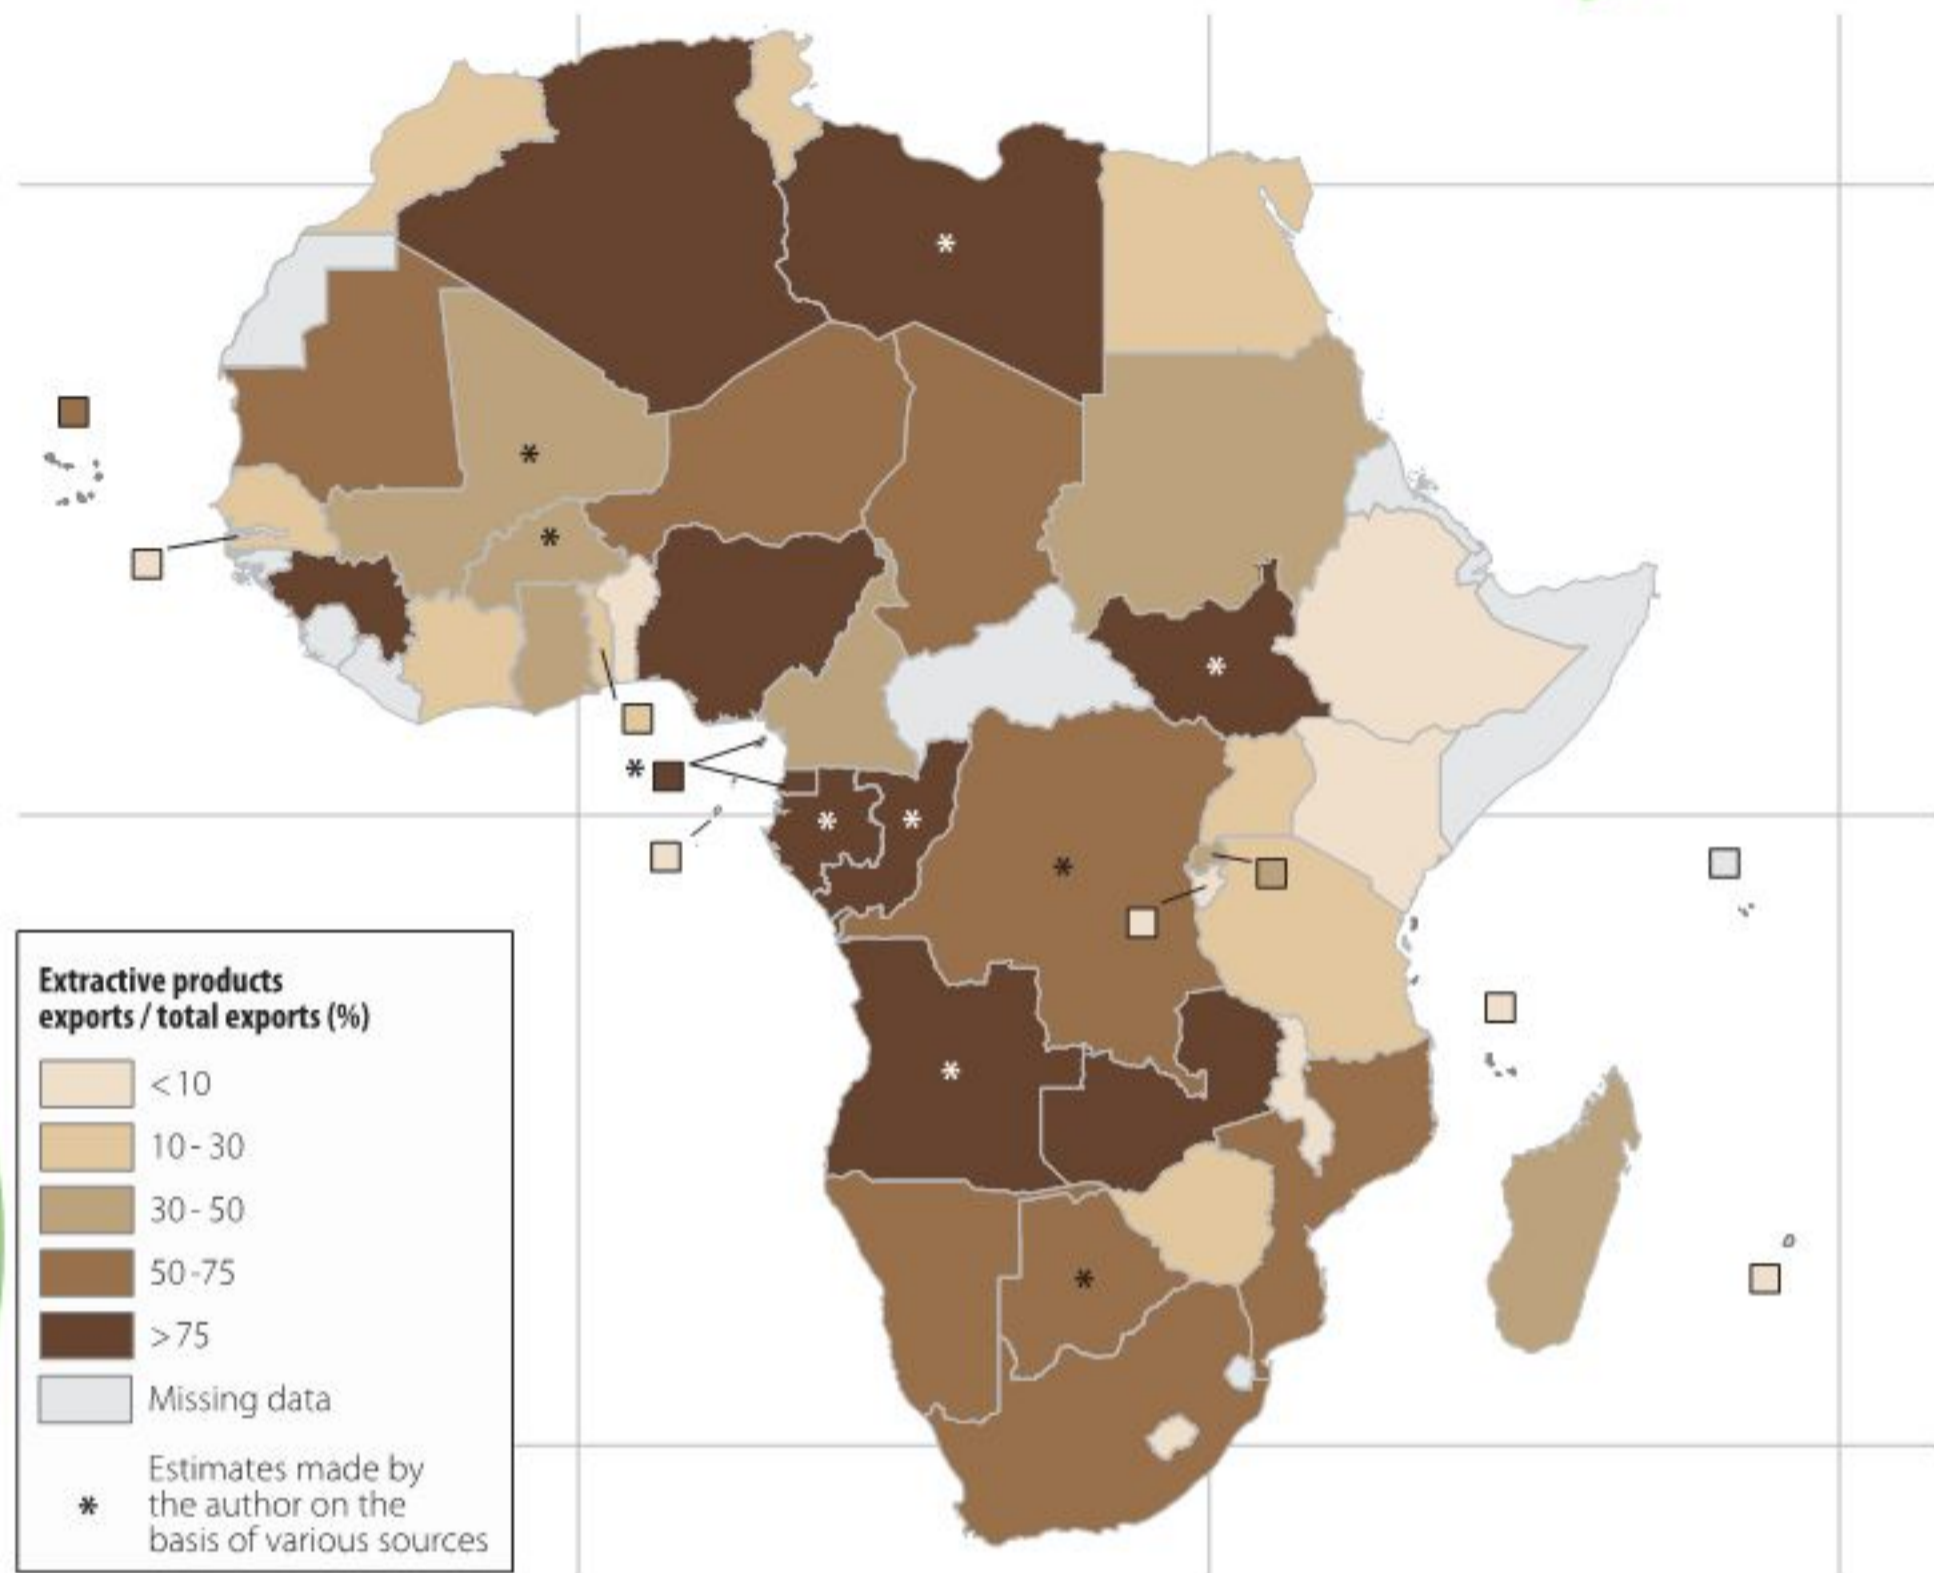 Extractive products
exports / total exports (%)
<10
10 - 30
30 - 50
50 -75
>75
Missing data
Estimates made by
* the author on the
basis of various sources